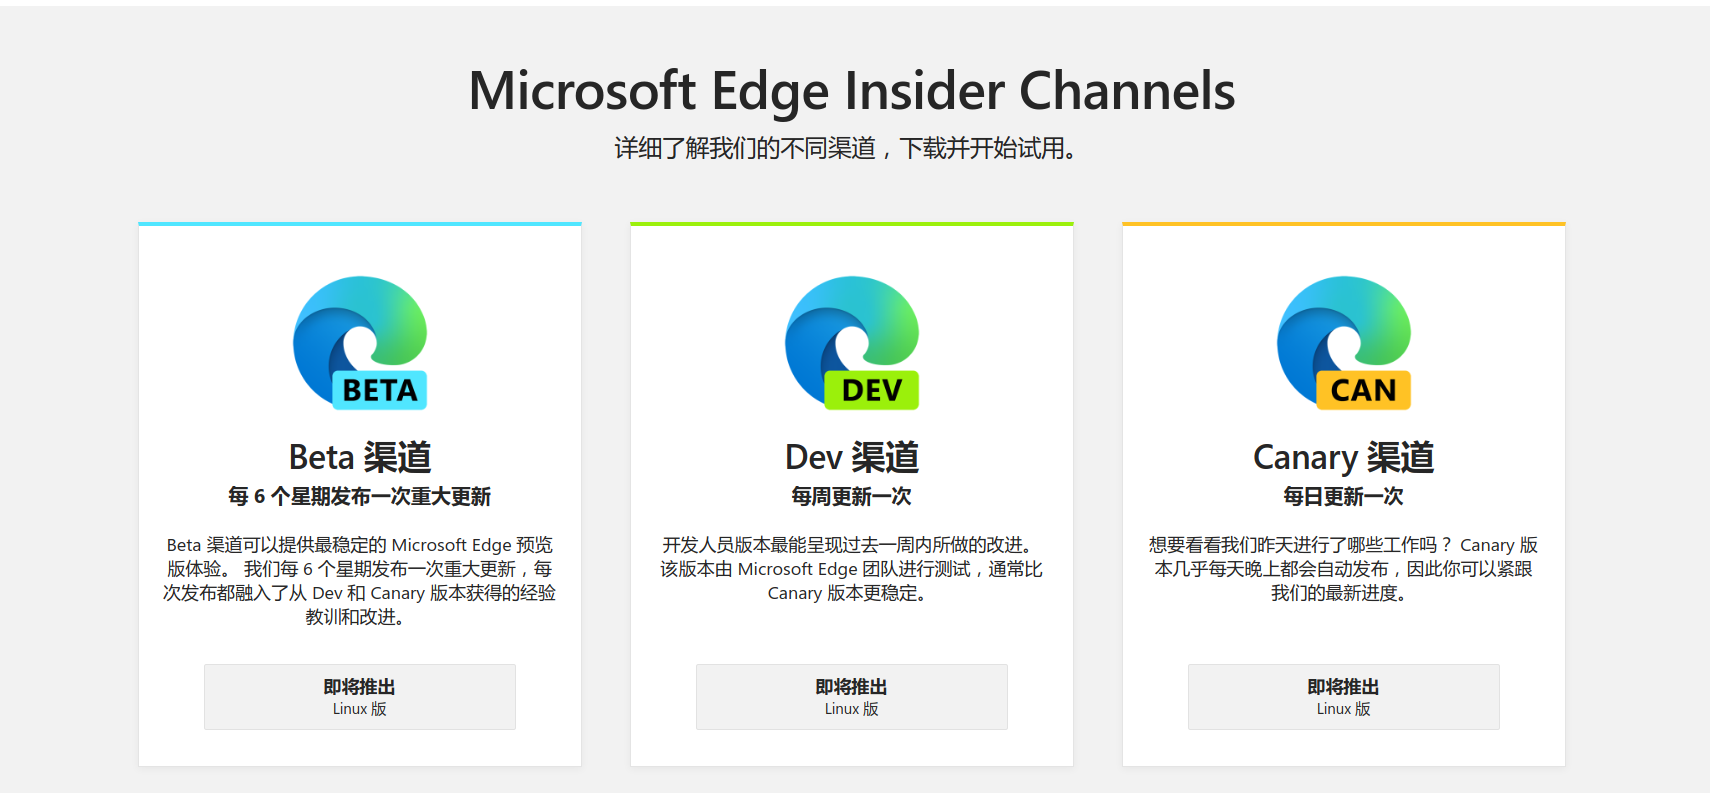 Microsoft Edge Insider Channels
详细了解我们的不同渠道，下载并开始试用。
BETA
Beta 渠道
每 6 个星期发布一次重大更新
Beta 渠道可以提供最稳定的 Microsoft Edge 预览
版体验。 我们每 6 个星期发布一次重大更新，每
次发布都融入了从 Dev 和 Canary 版本获得的经验
教训和改进。
即将推出
Linux 版
DEV
Dev 渠道
每周更新一次
开发人员版本最能呈现过去一周内所做的改进。
该版本由 Microsoft Edge 团队进行测试，通常比
Canary 版本更稳定。
即将推出
Linux 版
CAN
Canary 渠道
每日更新一次
想要看看我们昨天进行了哪些工作吗？ Canary 版
本几乎每天晚上都会自动发布，因此你可以紧跟
我们的最新进度。
即将推出
Linux 版